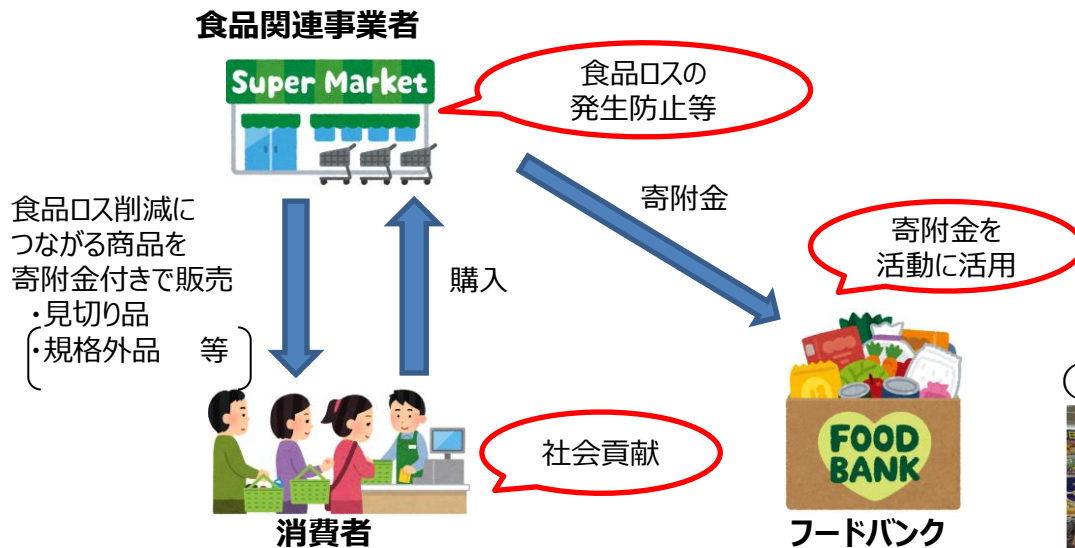 食品関連事業者
Super Market
食品ロスの
発生防止等
食品ロス削減に
つながる商品を
寄附金付きで販売
・見切り品
・規格外品 等
購入
寄附金
寄附金を
活動に活用
社会貢献
消費者
FOOD
BANK
フードバンク